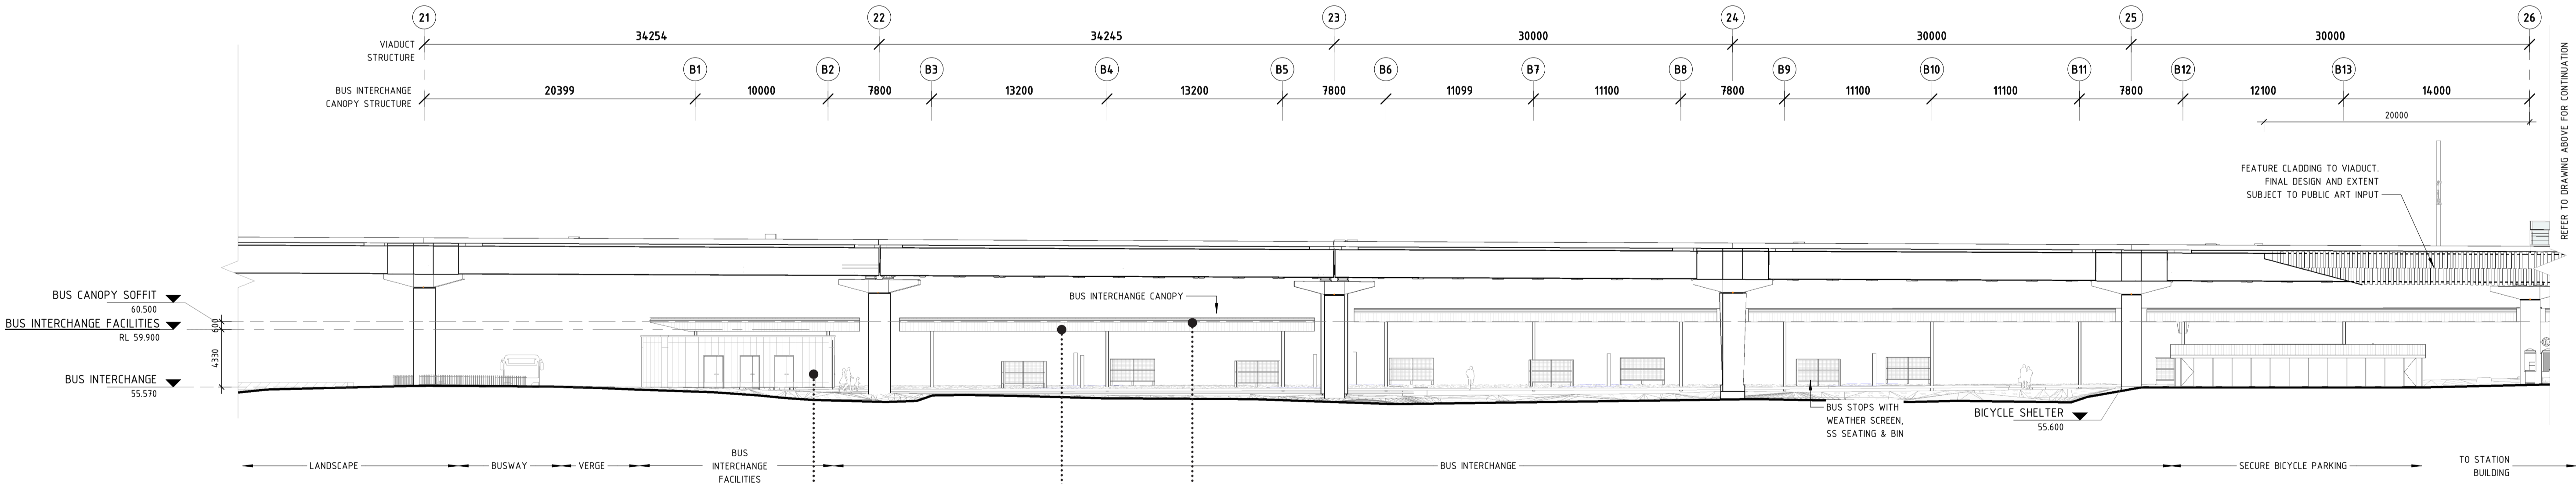 21 22 23 24 25 26
VIADUCT
STRUCTURE
34254 34245 30000 30000 30000
B1 B2 B3 B4 B5 B6 B7 B8 B9 B10 B11 B12 B13
BUS INTERCHANGE
CANOPY STRUCTURE
20399 10000 7800 13200 13200 7800 11099 11100 7800 11100 11100 7800 12100 14000
20000
REFER TO DRAWING ABOVE FOR CONTINUATION
FEATURE CLADDING TO VIADUCT.
FINAL DESIGN AND EXTENT
SUBJECT TO PUBLIC ART INPUT
BUS CANOPY SOFFIT
60.500
BUS INTERCHANGE FACILITIES
RL 59.900
600
4330
BUS INTERCHANGE
55.570
BUS INTERCHANGE CANOPY
BUS STOPS WITH
WEATHER SCREEN,
SS SEATING & BIN
BICYCLE SHELTER
55.600
LANDSCAPE
BUSWAY
VERGE
BUS
INTERCHANGE
FACILITIES
BUS INTERCHANGE
SECURE BICYCLE PARKING
TO STATION
BUILDING